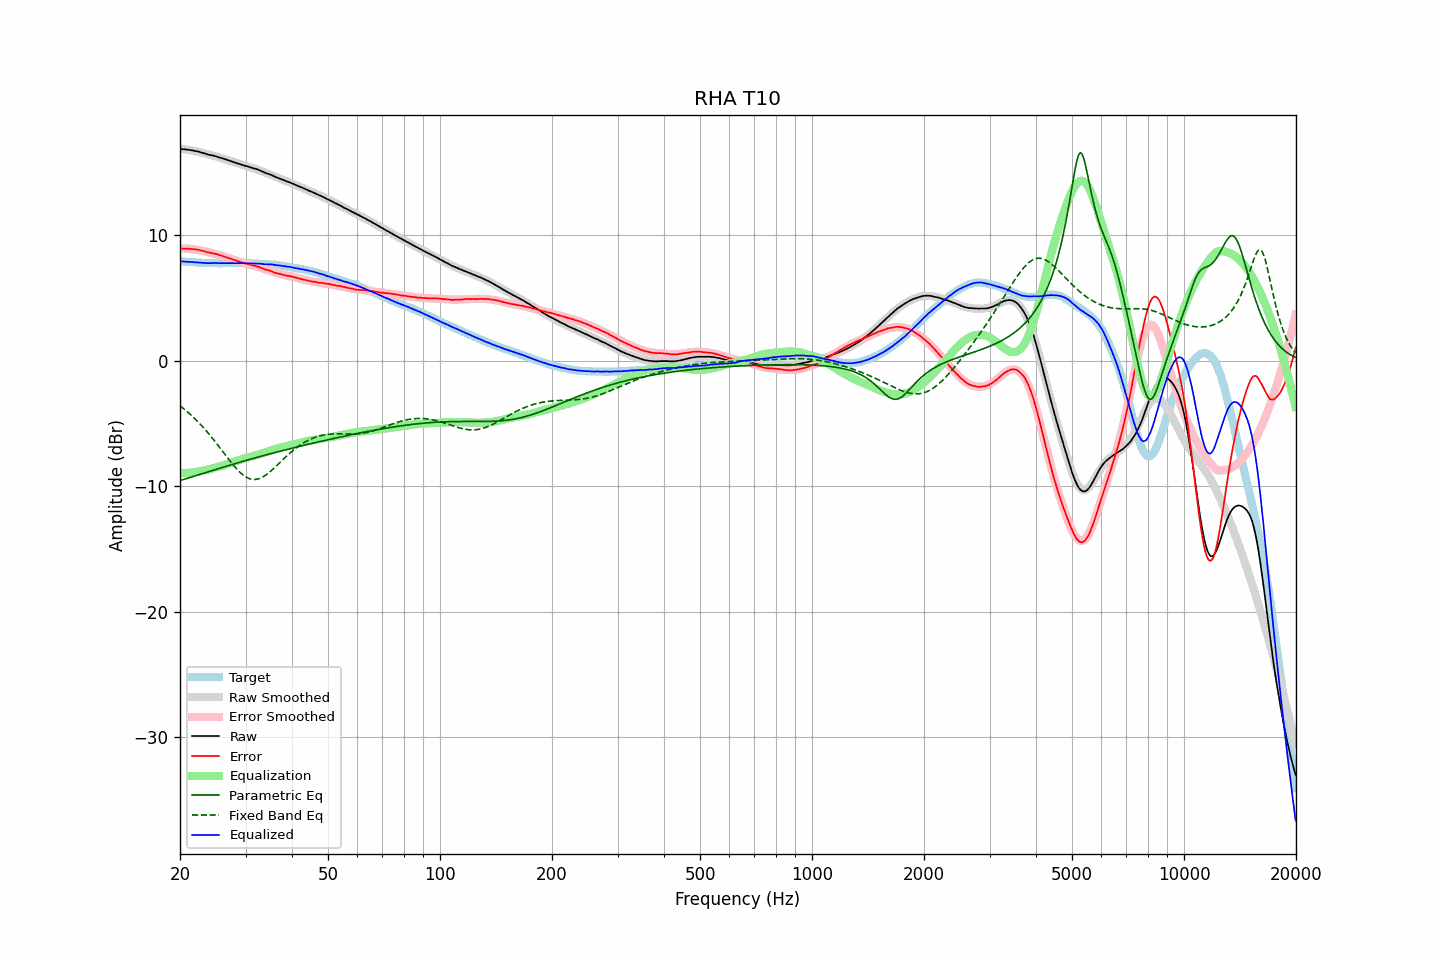 RHA T10
Amplitude (dBr)
10
0
−10
−20
−30
Target
Raw Smoothed
Error Smoothed
Raw
Error
Equalization
Parametric Eq
Fixed Band Eq
Equalized
20 50 100 200 500 1000 2000 5000 10000 20000
Frequency (Hz)